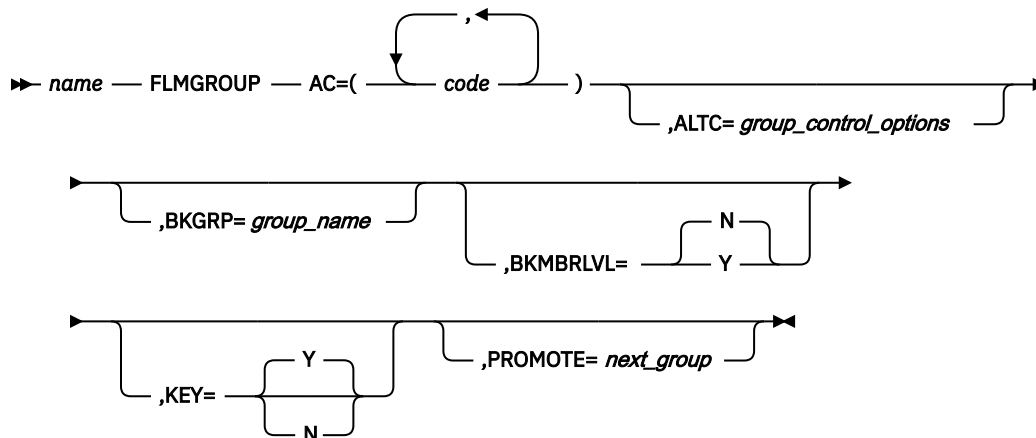 ,
name FLMGROUP AC=( code )
,ALTC= group_control_options
,BKGRP= group_name
N
,BKMBRLVL= Y
Y
,KEY=
N
,PROMOTE= next_group